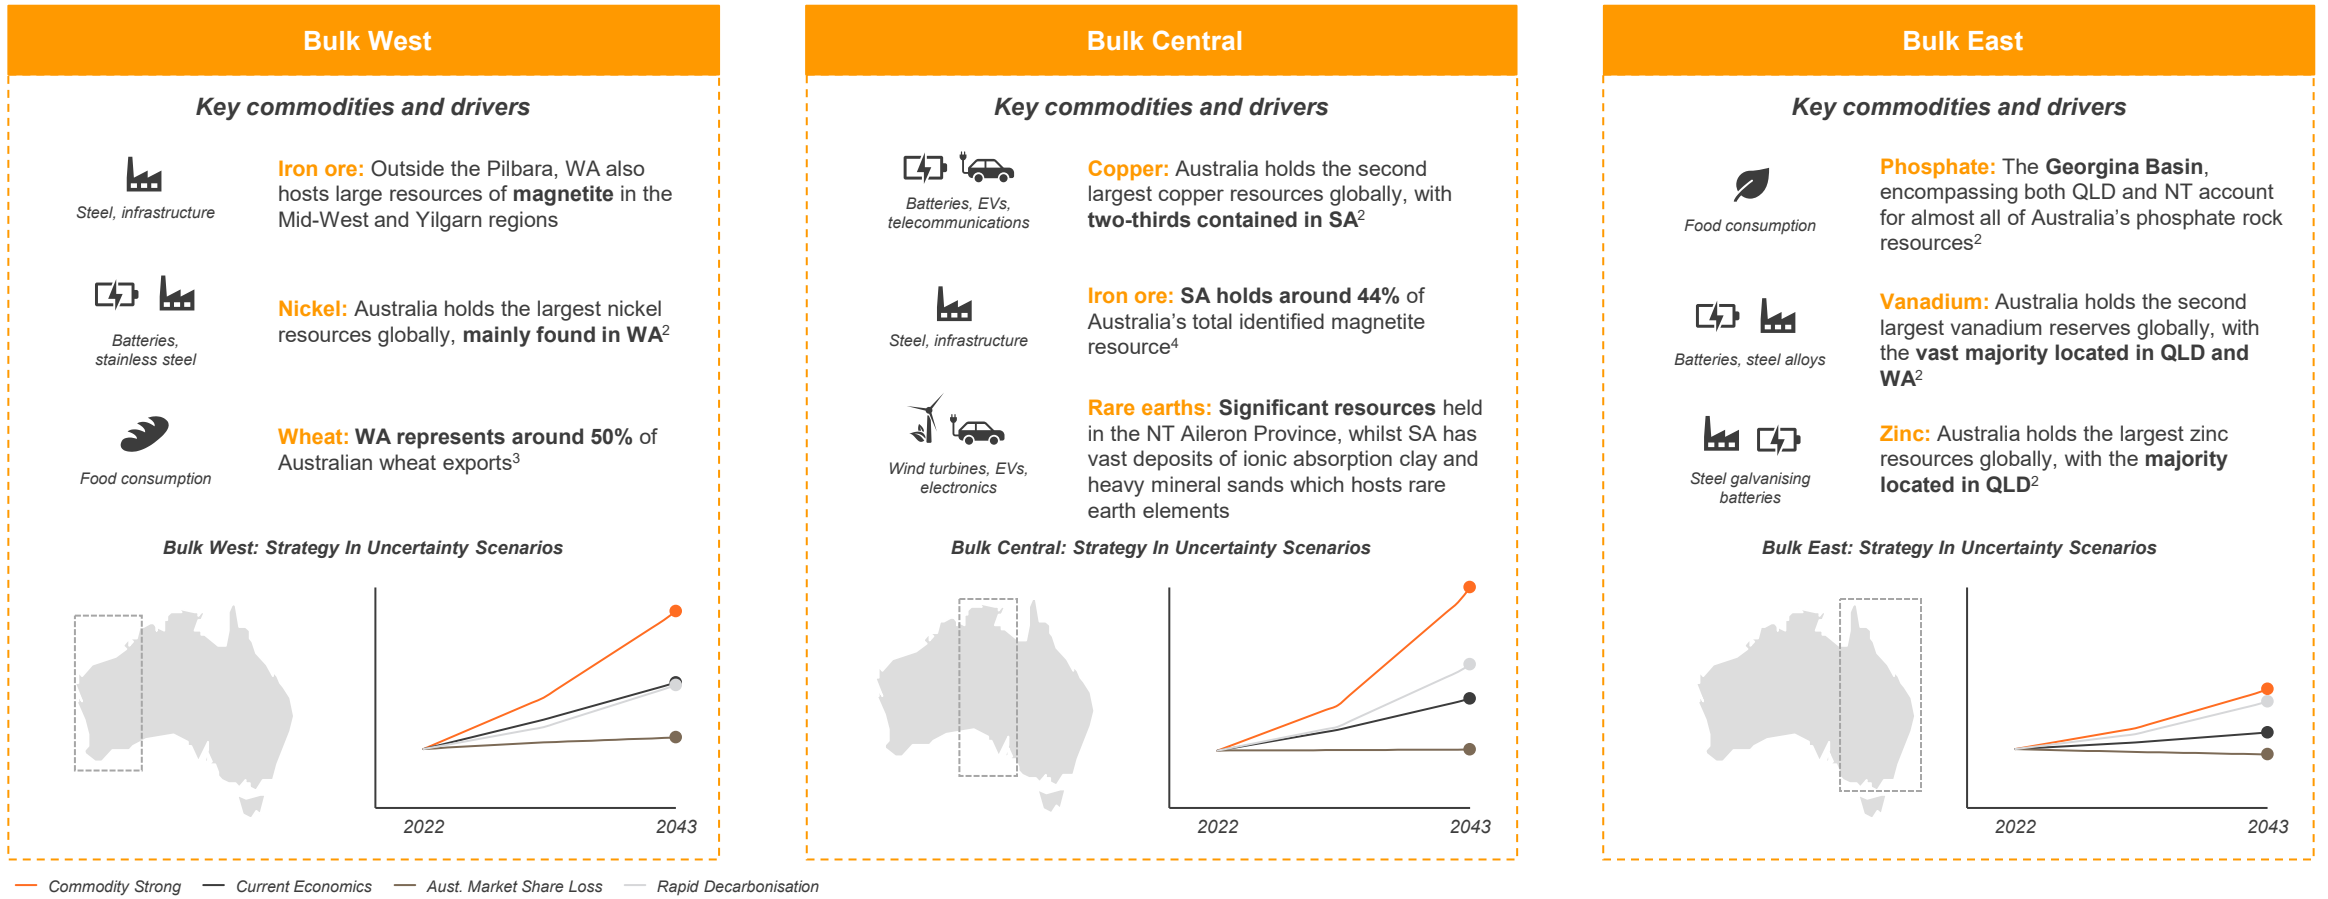 Bulk West
Key commodities and drivers
Steel, infrastructure
Iron ore: Outside the Pilbara, WA also
hosts large resources of magnetite in the
Mid-West and Yilgarn regions
Batteries,
stainless steel
Nickel: Australia holds the largest nickel
resources globally, mainly found in WA2
Food consumption
Wheat: WA represents around 50% of
Australian wheat exports3
Bulk West: Strategy In Uncertainty Scenarios
2022
2043
Bulk Central
Key commodities and drivers
Batteries, EVs,
telecommunications
Copper: Australia holds the second
largest copper resources globally, with
two-thirds contained in SA2
Steel, infrastructure
Iron ore: SA holds around 44% of
Australia’s total identified magnetite
resource4
Wind turbines, EVs,
electronics
Rare earths: Significant resources held
in the NT Aileron Province, whilst SA has
vast deposits of ionic absorption clay and
heavy mineral sands which hosts rare
earth elements
Bulk Central: Strategy In Uncertainty Scenarios
2022
2043
Bulk East
Key commodities and drivers
Food consumption
Phosphate: The Georgina Basin,
encompassing both QLD and NT account
for almost all of Australia’s phosphate rock
resources2
Batteries, steel alloys
Vanadium: Australia holds the second
largest vanadium reserves globally, with
the vast majority located in QLD and
WA2
Steel galvanising
batteries
Zinc: Australia holds the largest zinc
resources globally, with the majority
located in QLD2
Bulk East: Strategy In Uncertainty Scenarios
2022
2043
Commodity Strong
Current Economics
Aust. Market Share Loss
Rapid Decarbonisation